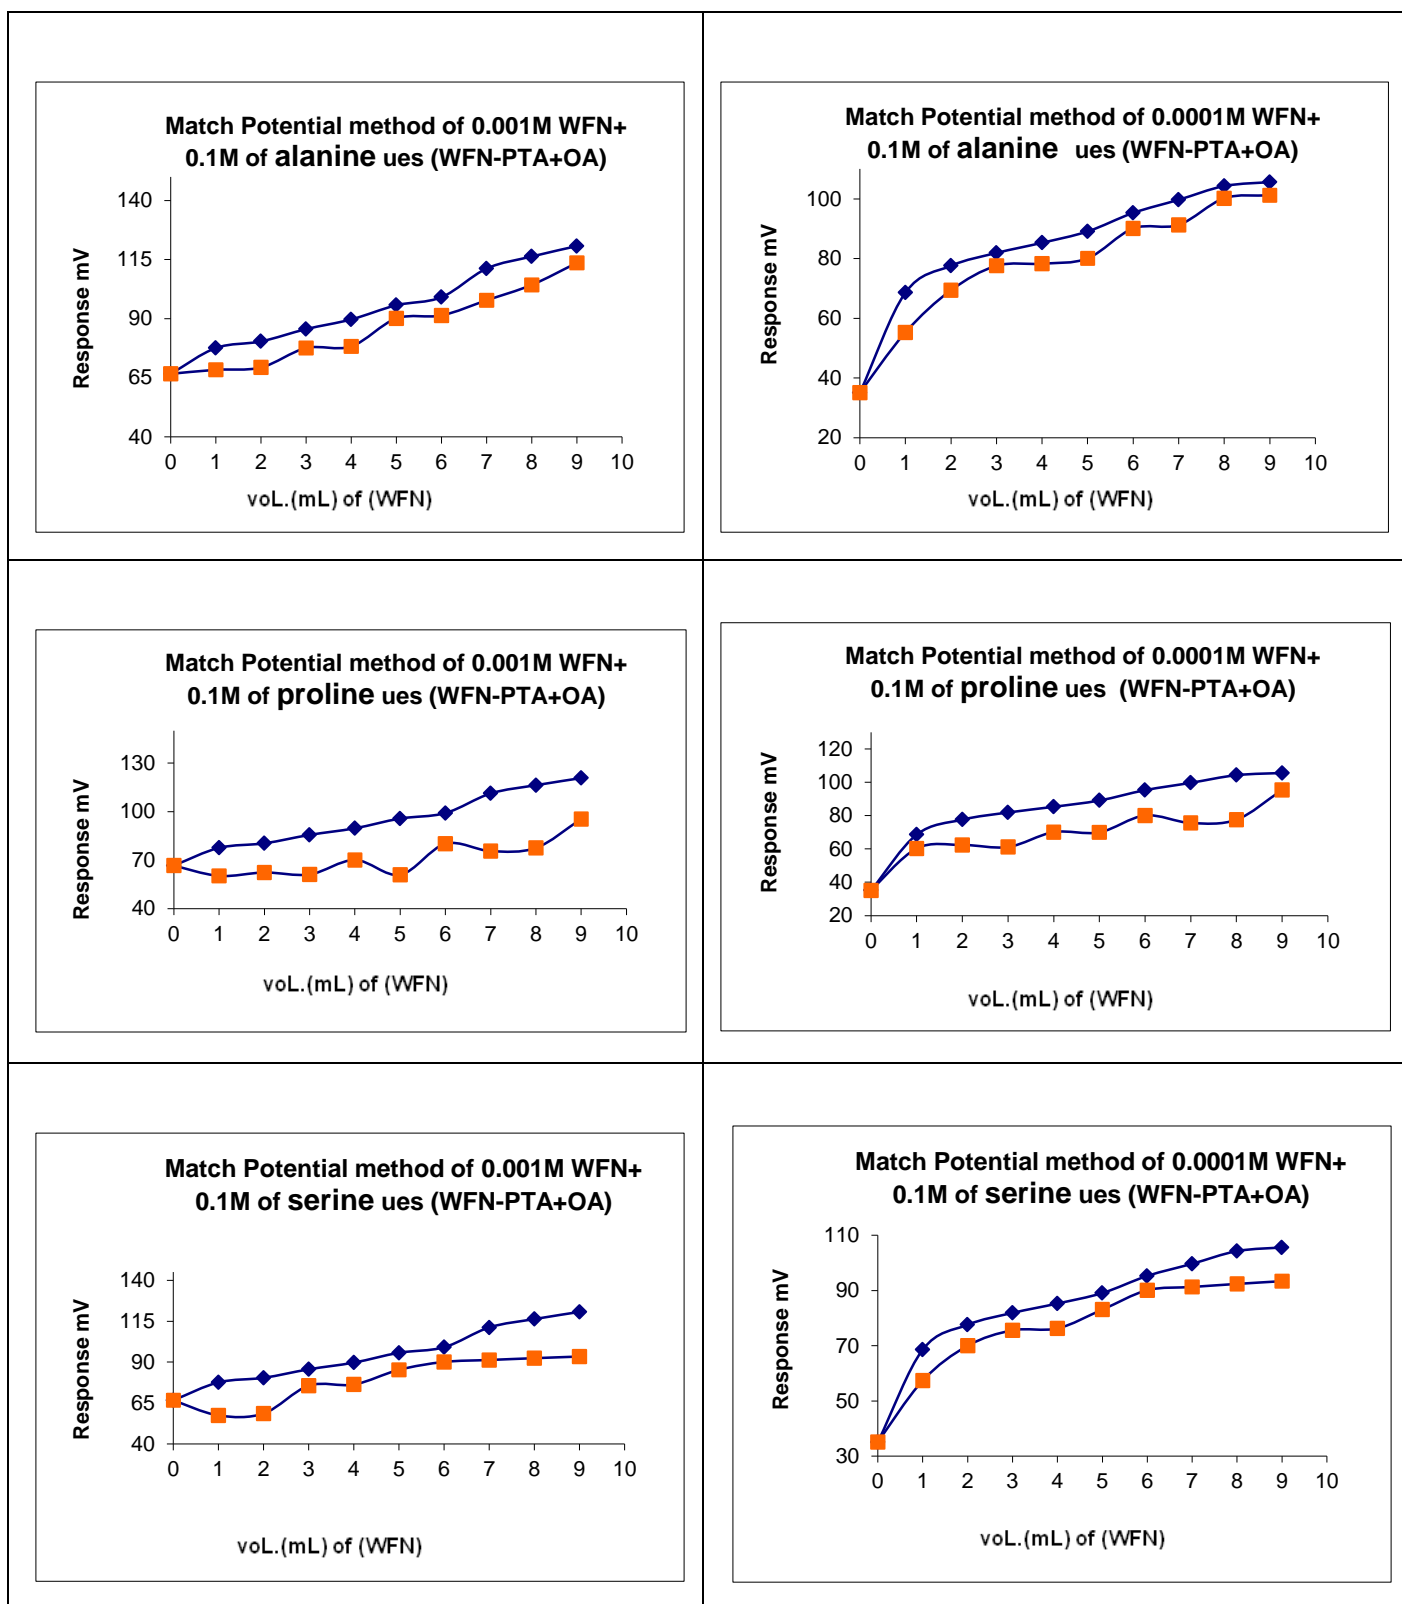 Match Potential method of 0.001M WFN+
0.1M of alanine ues (WFN-PTA+OA)
140
115
90
65
40
Response mV
0 1 2 3 4 5 6 7 8 9 10
voL.(mL) of (WFN)
Match Potential method of 0.0001M WFN+
0.1M of alanine ues (WFN-PTA+OA)
100
80
60
40
20
Response mV
0 1 2 3 4 5 6 7 8 9 10
voL.(mL) of (WFN)
Match Potential method of 0.001M WFN+
0.1M of proline ues (WFN-PTA+OA)
130
100
70
40
Response mV
0 1 2 3 4 5 6 7 8 9 10
voL.(mL) of (WFN)
Match Potential method of 0.0001M WFN+
0.1M of proline ues (WFN-PTA+OA)
120
100
80
60
40
20
Response mV
0 1 2 3 4 5 6 7 8 9 10
voL.(mL) of (WFN)
Match Potential method of 0.001M WFN+
0.1M of serine ues (WFN-PTA+OA)
140
115
90
65
40
Response mV
0 1 2 3 4 5 6 7 8 9 10
voL.(mL) of (WFN)
Match Potential method of 0.0001M WFN+
0.1M of serine ues (WFN-PTA+OA)
110
90
70
50
30
Response mV
0 1 2 3 4 5 6 7 8 9 10
voL.(mL) of (WFN)